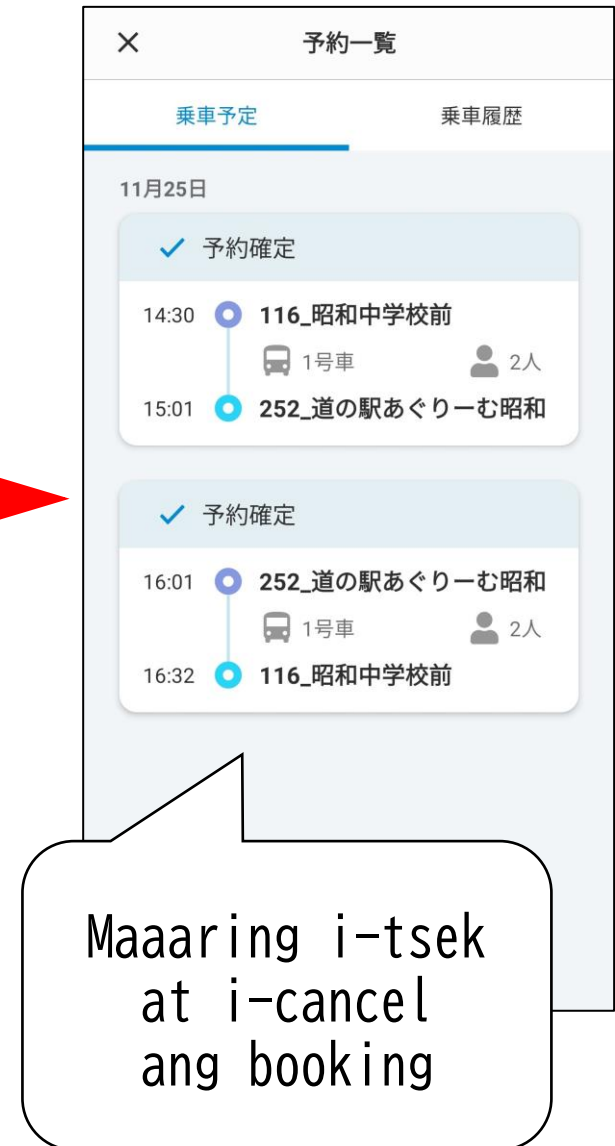 予約一覧
乗車予定 乗車履歴
11月25日
予約確定
14:30 116_昭和中学校前
1号車 2人
15:01 252_道の駅あぐりーむ昭和
予約確定
16:01 252_道の駅あぐりーむ昭和
1号車 2人
16:32 116_昭和中学校前
Maaaring i-tsek
at i-cancel
ang booking